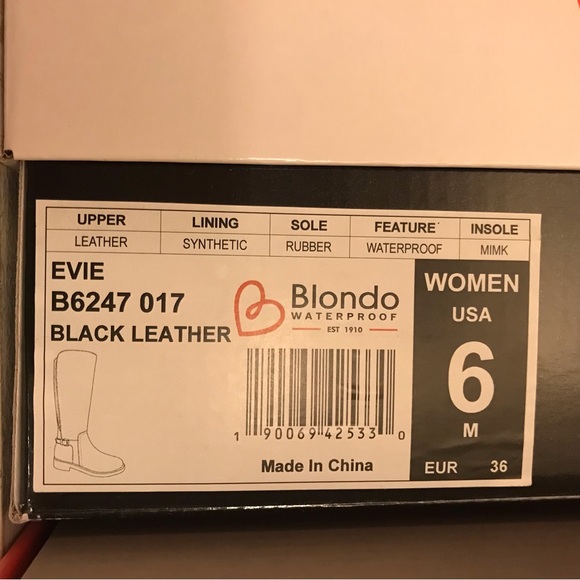 UPPER LINING SOLE FEATURE INSOLE
LEATHER SYNTHETIC RUBBER WATERPROOF MIMK
EVIE
B6247 017
BLACK LEATHER
Blondo
WATERPROOF
EST 1910
1 90069 42533 0
Made In China
WOMEN
USA
6
M
EUR 36